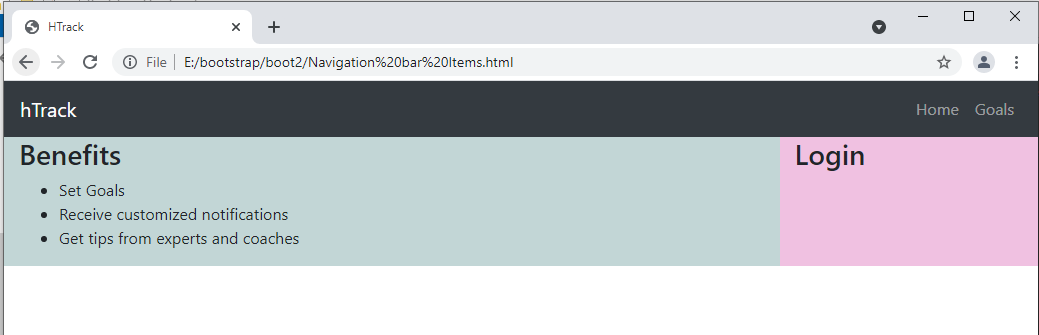 HTrack
File E:/bootstrap/boot2/Navigation%20bar%20Items.html
hTrack Home Goals
Benefits
Set Goals
Receive customized notifications
Get tips from experts and coaches
Login